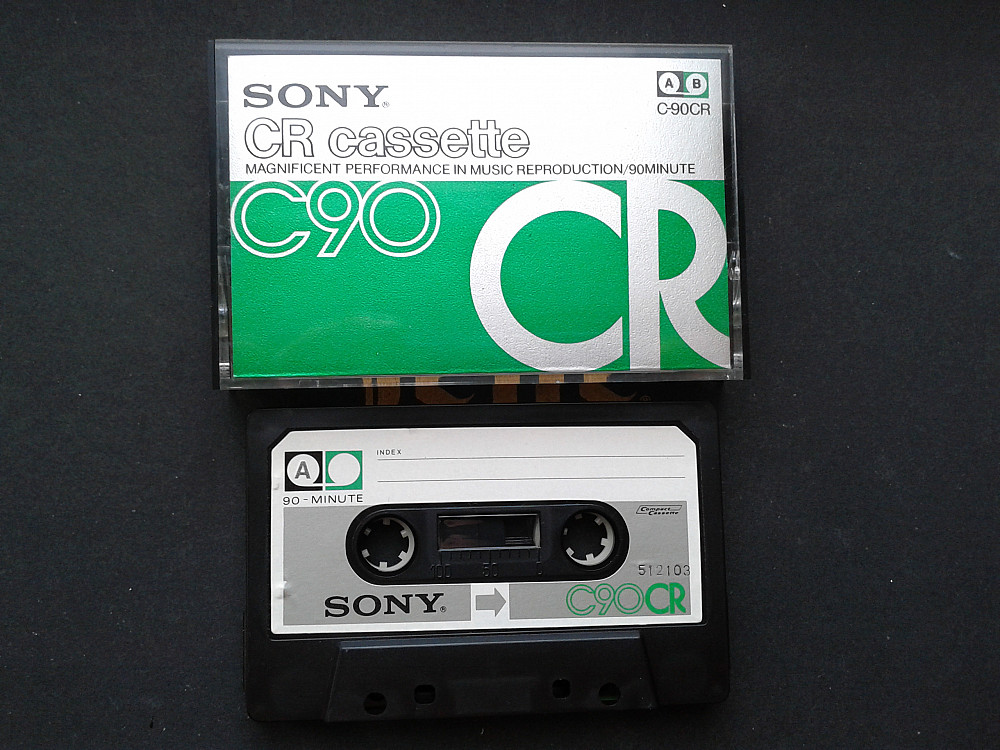 SONY®
A B
C-90CR
CR cassette
MAGNIFICENT PERFORMANCE IN MUSIC REPRODUCTION/90MINUTE
C90
CR
A
INDEX
90-MINUTE
Compact Cassette
100 50 0
512103
SONY®
C90CR